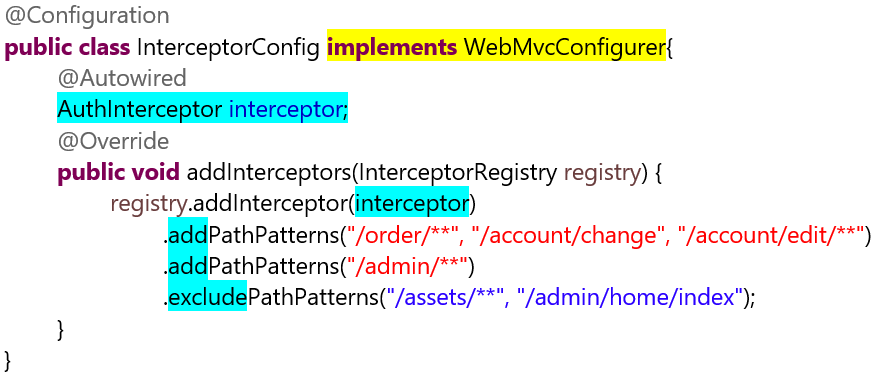 @Configuration
public class InterceptorConfig implements WebMvcConfigurer{
@Autowired
AuthInterceptor interceptor;
@Override
public void addInterceptors(InterceptorRegistry registry) {
registry.addInterceptor(interceptor)
.addPathPatterns("/order/**", "/account/change", "/account/edit/**")
.addPathPatterns("/admin/**")
.excludePathPatterns("/assets/**", "/admin/home/index");
}
}